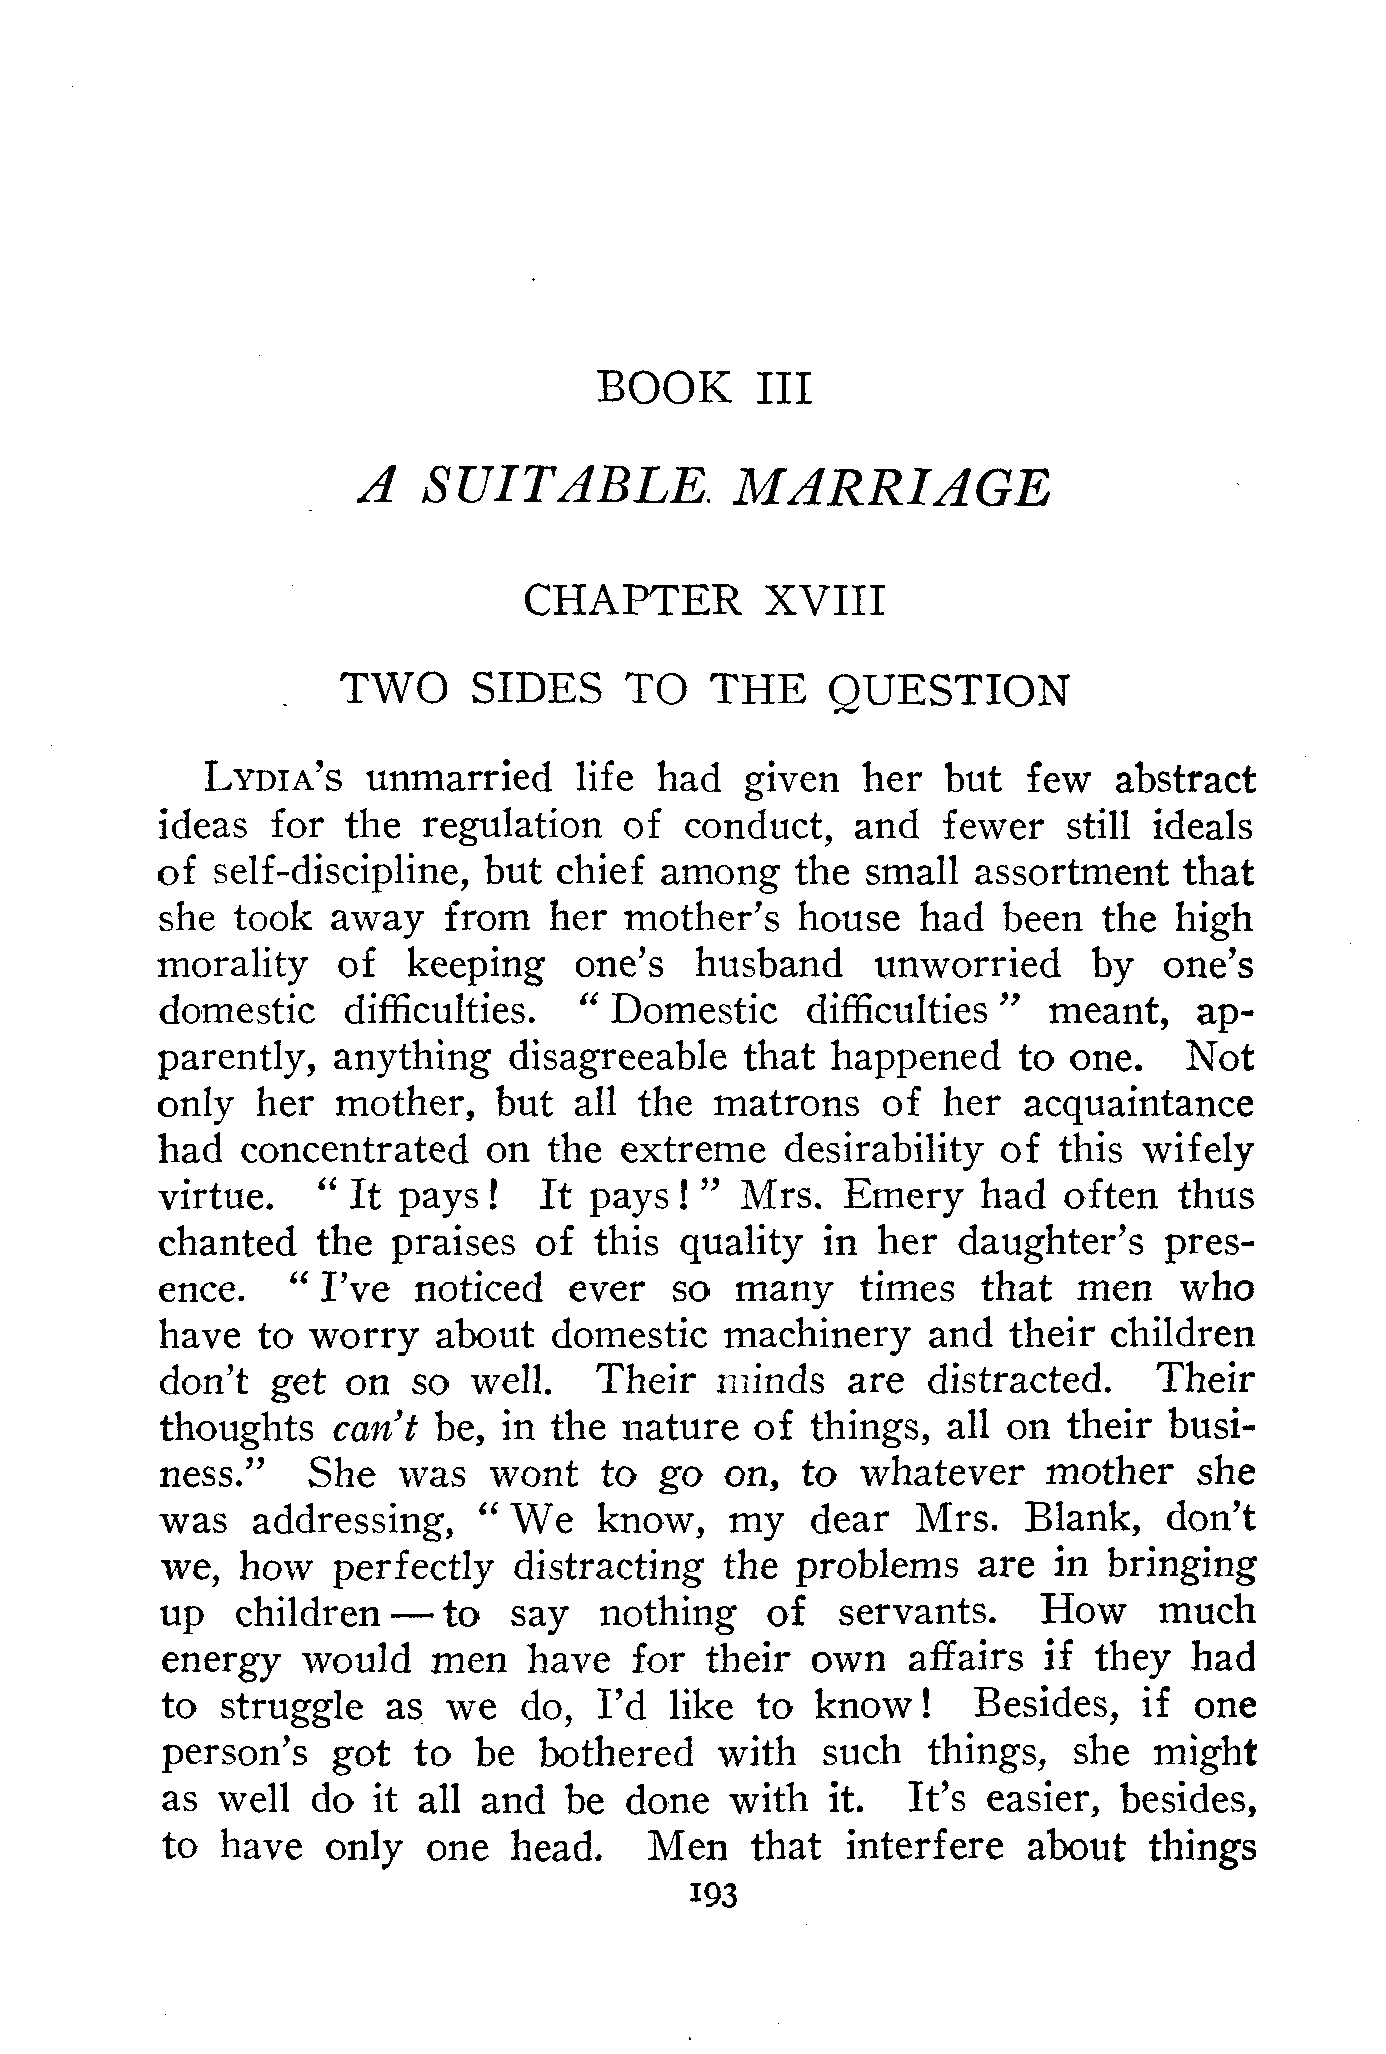 BOOK III
A SUITABLE MARRIAGE
CHAPTER XVIII
TWO SIDES TO THE QUESTION
LYDIA'S unmarried life had given her but few abstract
ideas for the regulation of conduct, and fewer still ideals
of self-discipline, but chief among the small assortment that
she took away from her mother's house had been the high
morality of keeping one's husband unworried by one's
domestic difficulties. “Domestic difficulties” meant, ap-
parently, anything disagreeable that happened to one. Not
only her mother, but all the matrons of her acquaintance
had concentrated on the extreme desirability of this wifely
virtue. “It pays! It pays!” Mrs. Emery had often thus
chanted the praises of this quality in her daughter's pres-
ence. “I've noticed ever so many times that men who
have to worry about domestic machinery and their children
don't get on so well. Their minds are distracted. Their
thoughts can't be, in the nature of things, all on their busi-
ness.” She was wont to go on, to whatever mother she
was addressing, “We know, my dear Mrs. Blank, don't
we, how perfectly distracting the problems are in bringing
up children — to say nothing of servants. How much
energy would men have for their own affairs if they had
to struggle as we do, I'd like to know! Besides, if one
person's got to be bothered with such things, she might
as well do it all and be done with it. It's easier, besides,
to have only one head. Men that interfere about things
193